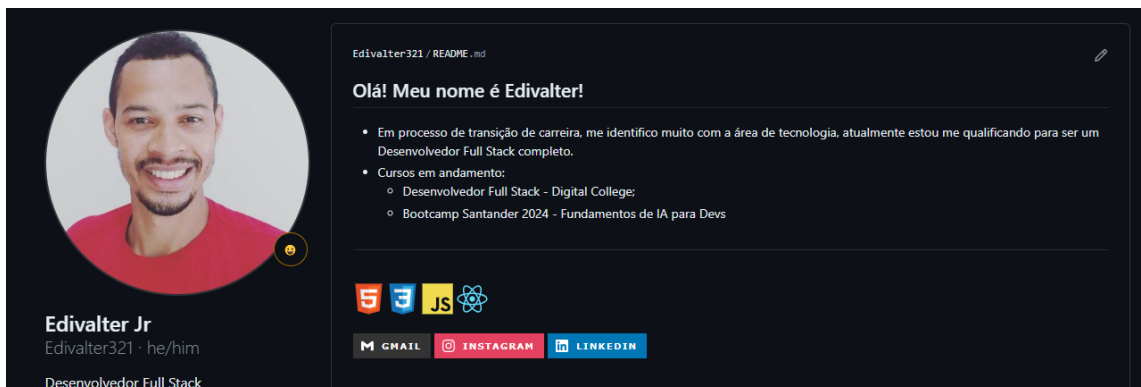 Edivalter321/README.md
Olá! Meu nome é Edivalter!
Em processo de transição de carreira, me identifico muito com a área de tecnologia, atualmente estou me qualificando para ser um
Desenvolvedor Full Stack completo.
Cursos em andamento:
Desenvolvedor Full Stack - Digital College;
Bootcamp Santander 2024 - Fundamentos de IA para Devs
5 3 JS
GMAIL INSTAGRAM in LINKEDIN
Edivalter Jr
Edivalter321 · he/him
Desenvolvedor Full Stack